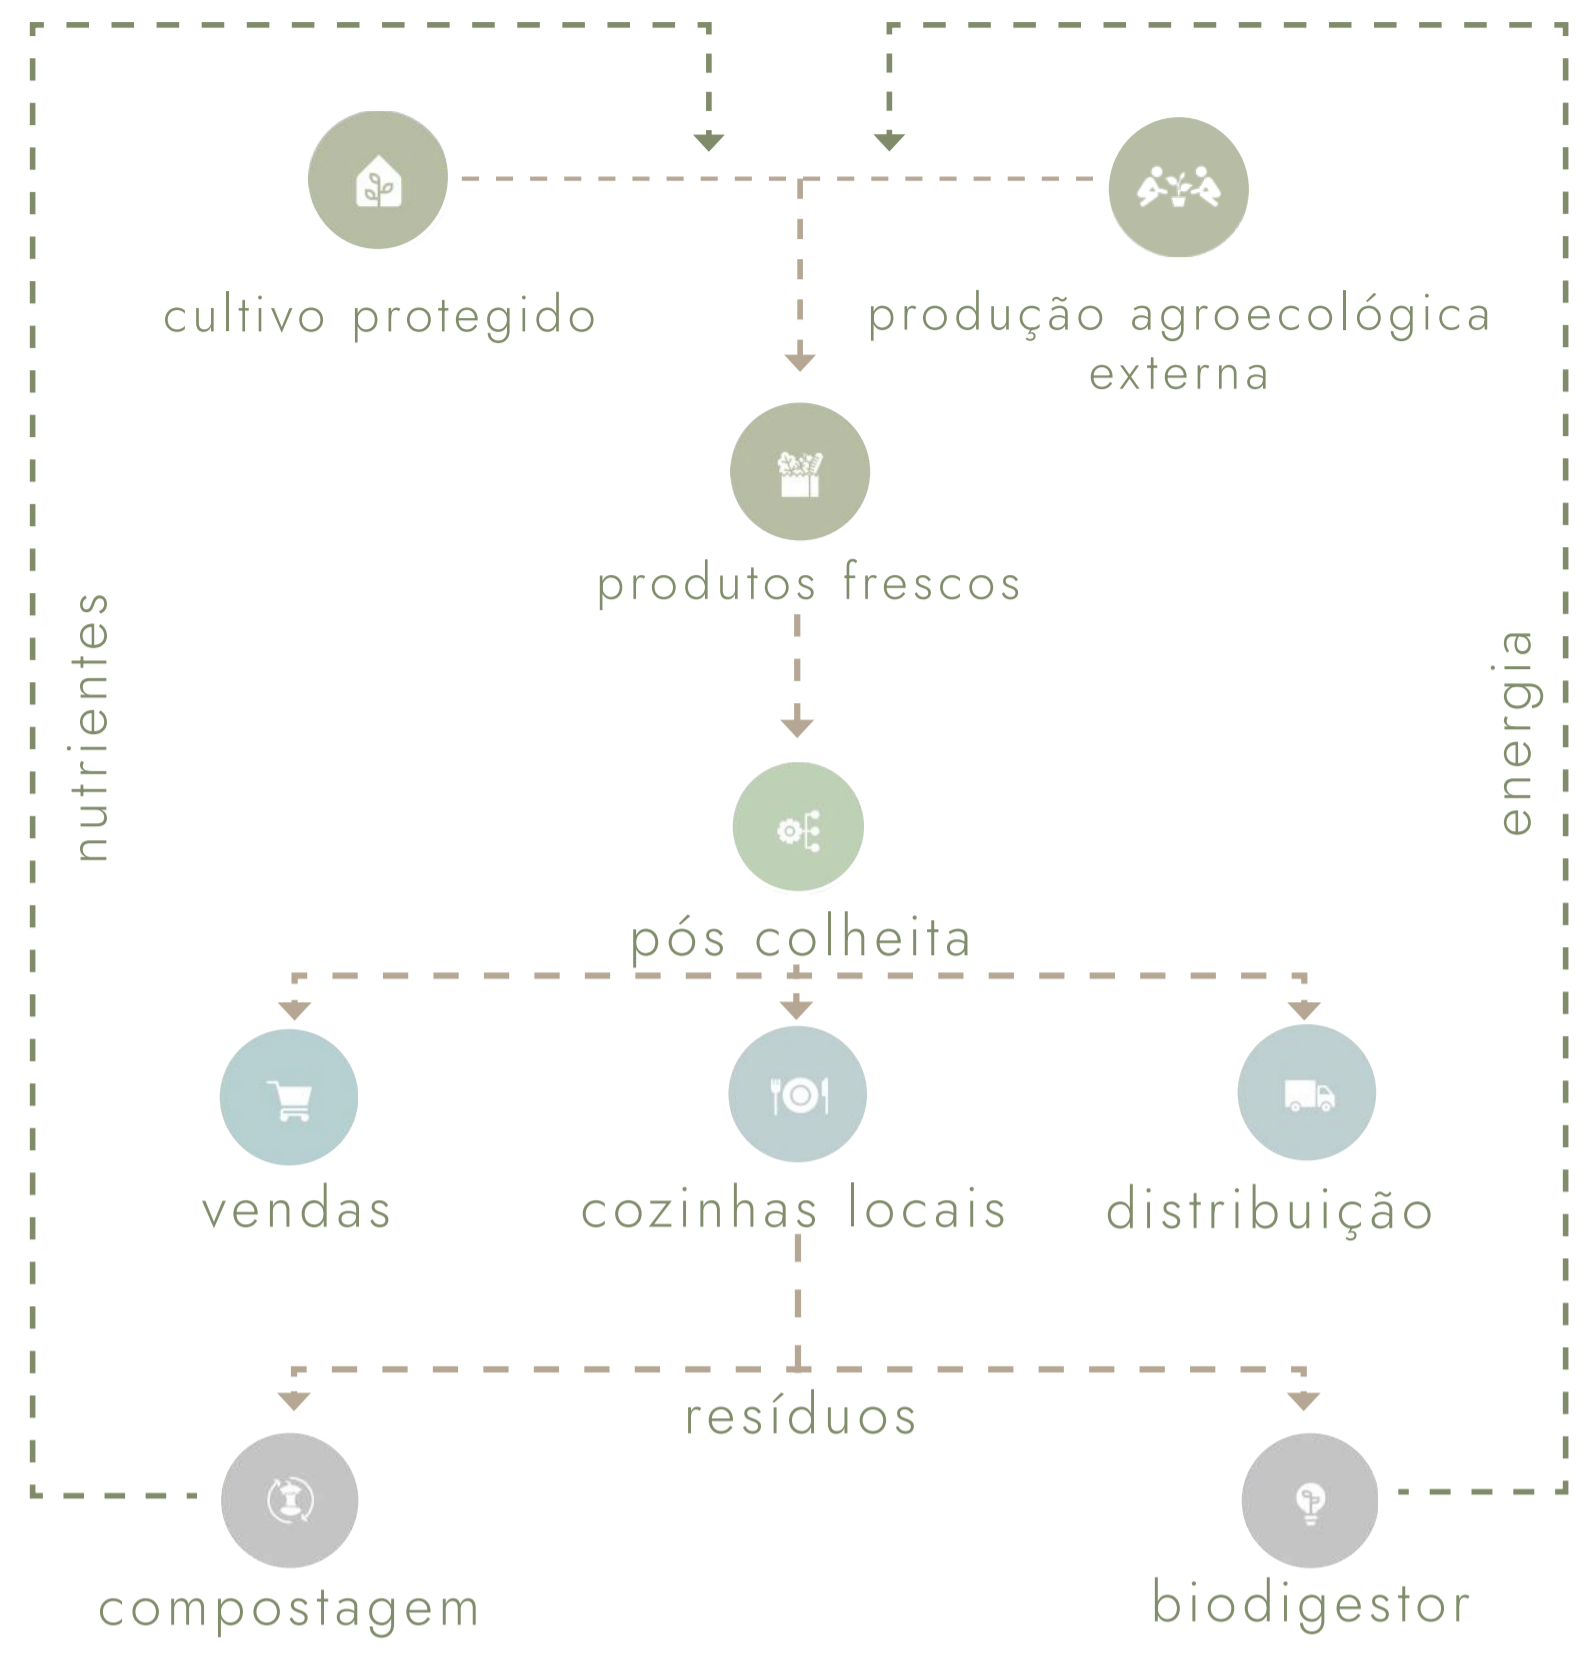 cultivo protegido
produção agroecológica
externa
produtos frescos
nutrientes
energia
pós colheita
vendas
cozinhas locais
distribuição
resíduos
compostagem
biodigestor